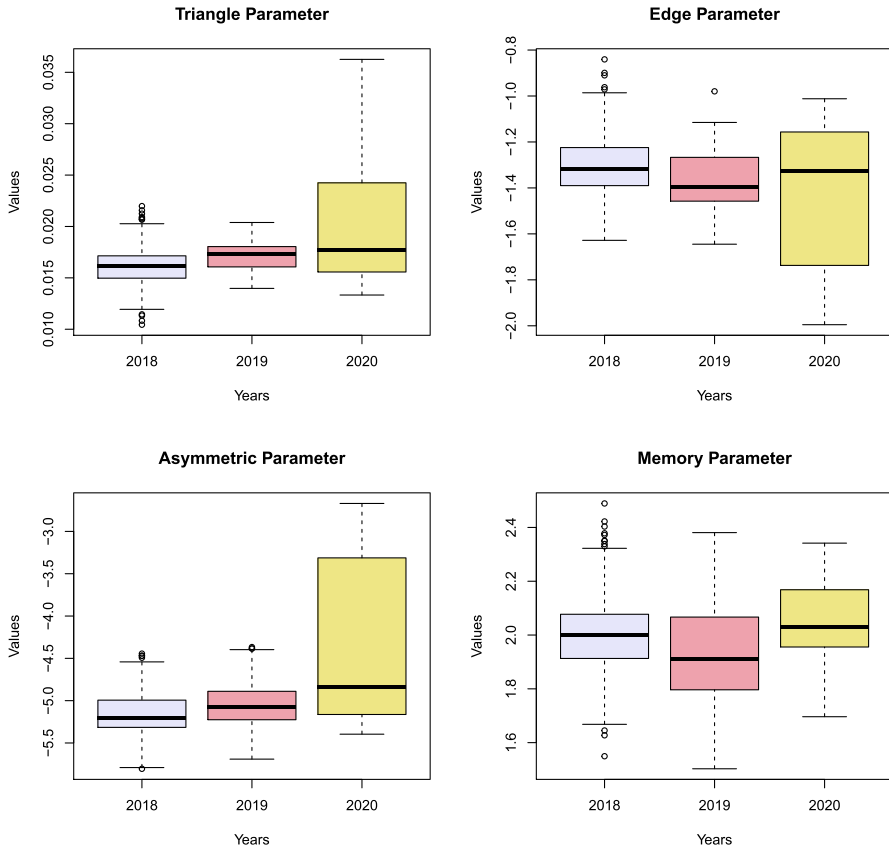 Triangle Parameter
Values
0.035
0.030
0.025
0.020
0.015
0.010
2018 2019 2020
Years
Edge Parameter
Values
−0.8
−1.0
−1.2
−1.4
−1.6
−1.8
−2.0
2018 2019 2020
Years
Asymmetric Parameter
Values
−3.0
−3.5
−4.0
−4.5
−5.0
−5.5
2018 2019 2020
Years
Memory Parameter
Values
2.4
2.2
2.0
1.8
1.6
2018 2019 2020
Years